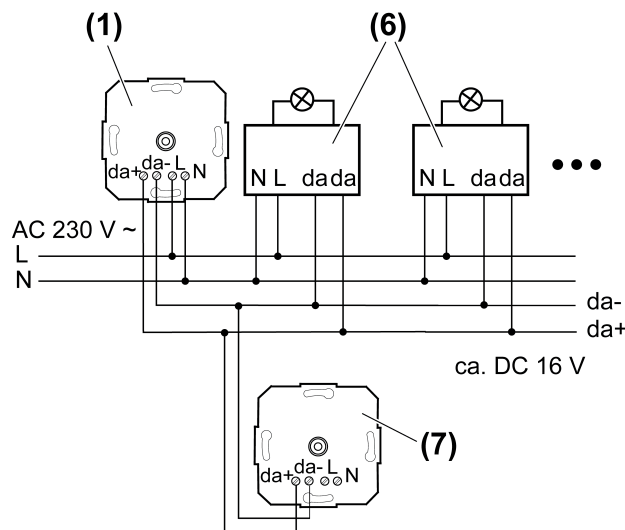 (1) (6)
da+ da- L N
N L da da
N L da da
AC 230 V ~
L
N
da-
da+
ca. DC 16 V
(7)
da+ da- L N